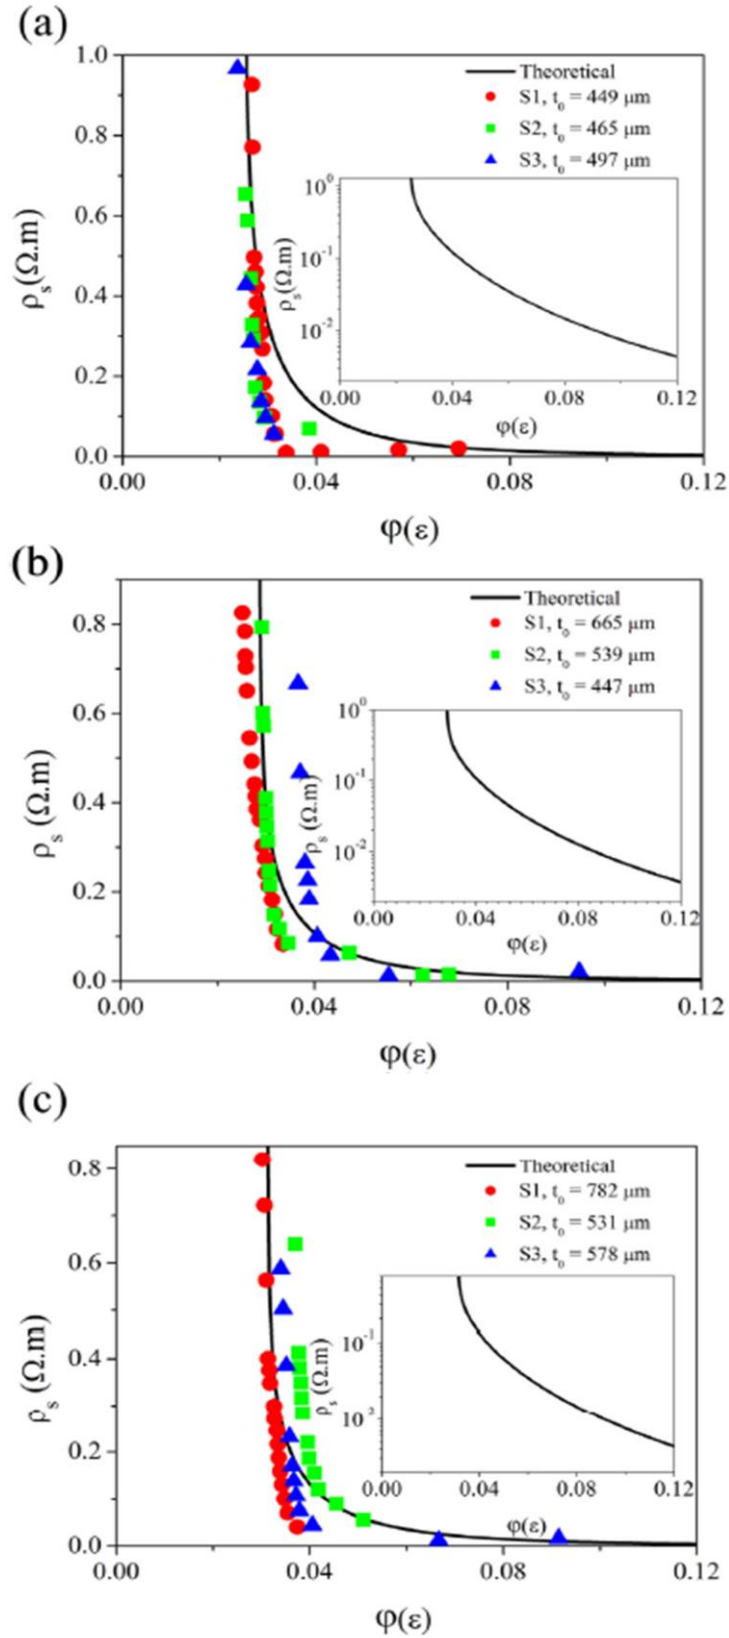 (a)
1.0
0.8
0.6
0.4
0.2
0.0
ρs(Ω.m)
0.00
0.04
0.08
0.12
φ(ε)
Theoretical
S1, t0 = 449 μm
S2, t0 = 465 μm
S3, t0 = 497 μm
10^0
10^-1
10^-2
ρs(Ω.m)
0.00
0.04
0.08
0.12
φ(ε)
(b)
0.8
0.6
0.4
0.2
0.0
ρs (Ω.m)
0.00
0.04
0.08
0.12
φ(ε)
Theoretical
S1, t0 = 665 μm
S2, t0 = 539 μm
S3, t0 = 447 μm
10^0
10^-1
10^-2
ρs (Ω.m)
0.00
0.04
0.08
0.12
φ(ε)
(c)
0.8
0.6
0.4
0.2
0.0
ρs (Ω.m)
0.00
0.04
0.08
0.12
φ(ε)
Theoretical
S1, t0 = 782 μm
S2, t0 = 531 μm
S3, t0 = 578 μm
10^-1
10^-2
ρs (Ω.m)
0.00
0.04
0.08
0.12
φ(ε)